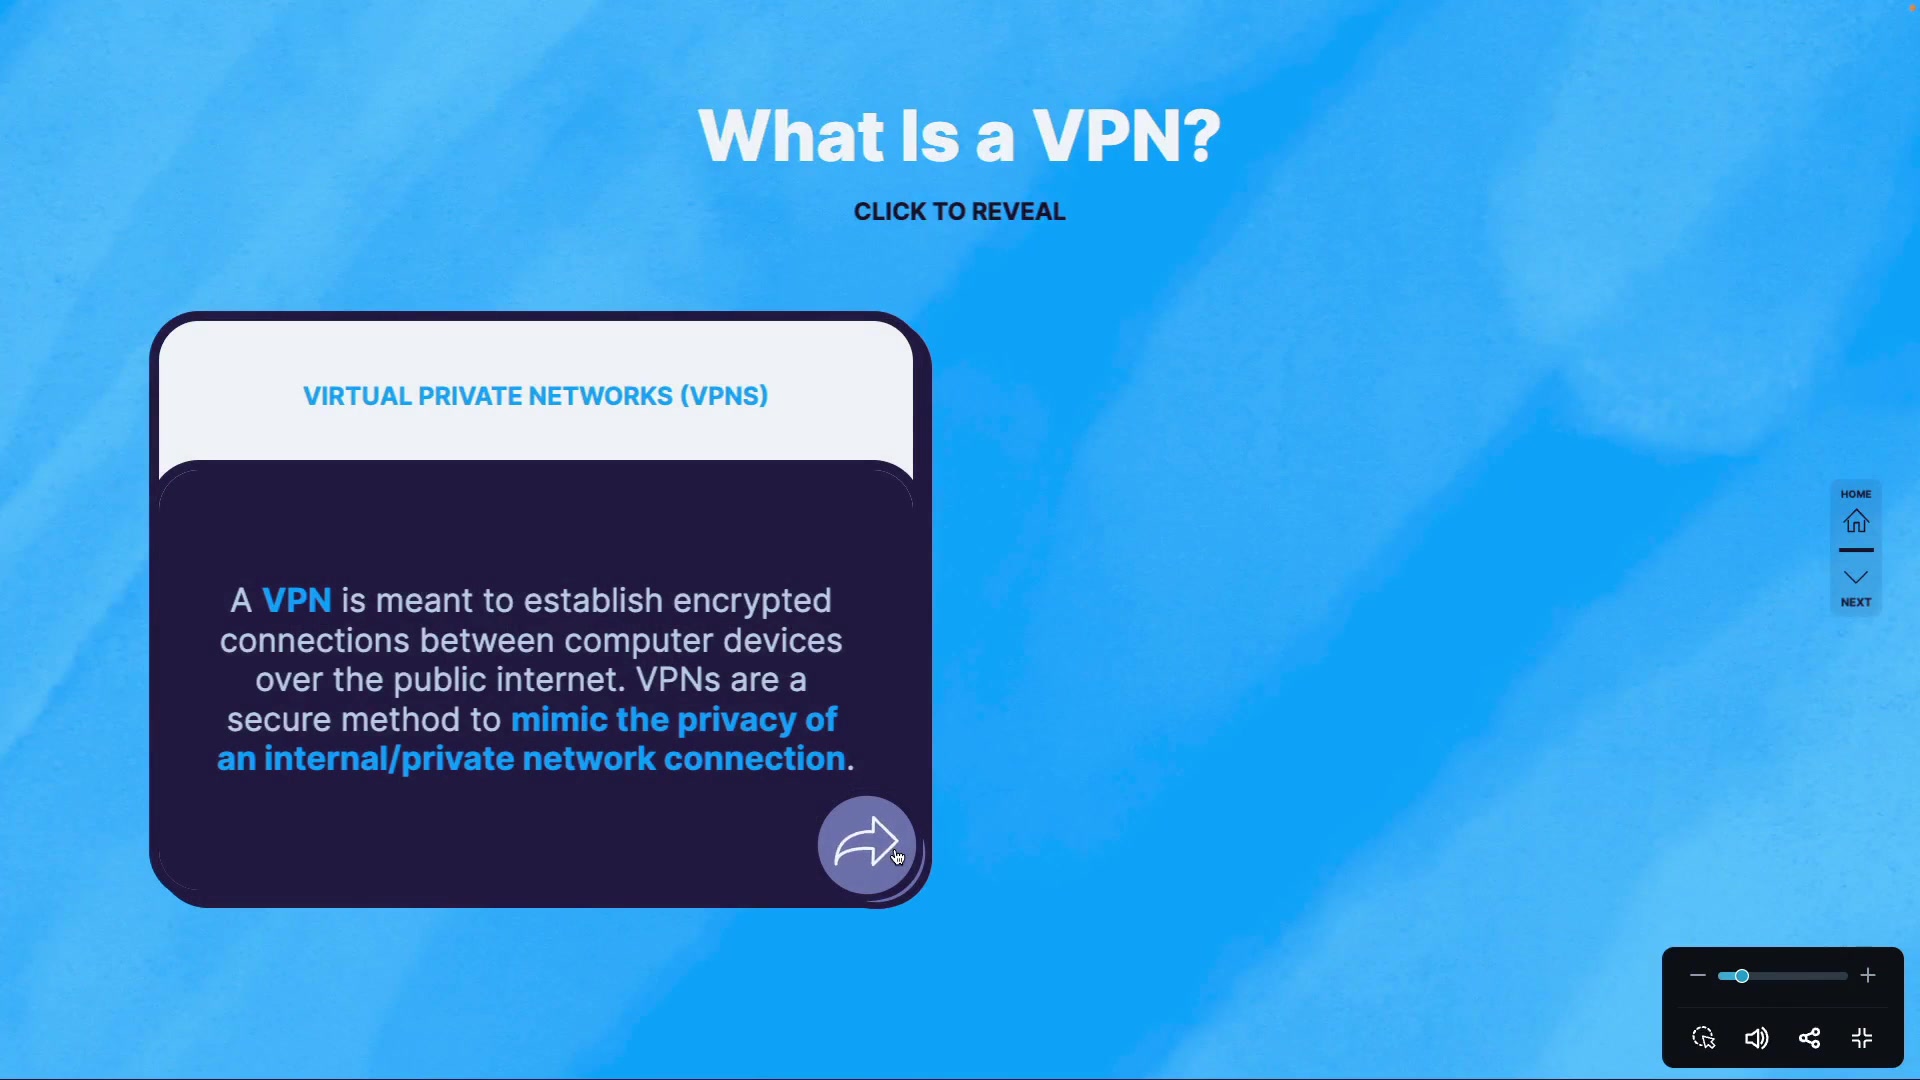 What Is a VPN?
CLICK TO REVEAL
VIRTUAL PRIVATE NETWORKS (VPNS)
A VPN is meant to establish encrypted
connections between computer devices
over the public internet. VPNs are a
secure method to mimic the privacy of
an internal/private network connection.
HOME
NEXT